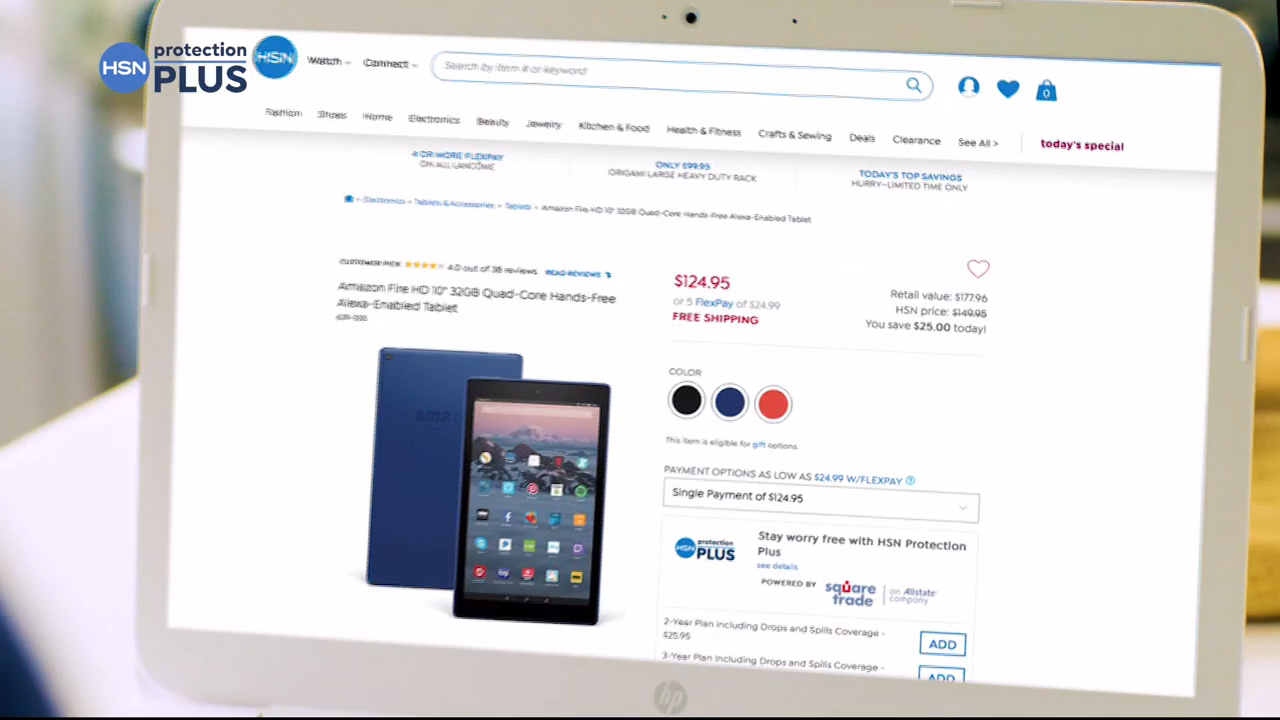 HSN protection PLUS
HSN Watch Connect Search by item # or keyword 0
Fashion Shoes Home Electronics Beauty Jewelry Kitchen & Food Health & Fitness Crafts & Sewing Deals Clearance See All > today's special
4 OR MORE FLEXPAY
ON ALL LANCOME
ONLY $99.95
ORIGAMI LARGE HEAVY DUTY RACK
TODAY'S TOP SAVINGS
HURRY-LIMITED TIME ONLY
Electronics > Tablets & Accessories > Tablets > Amazon Fire HD 10" 32GB Quad-Core Hands-Free Alexa-Enabled Tablet
CUSTOMER PICK 4.0 out of 38 reviews READ REVIEWS
Amazon Fire HD 10" 32GB Quad-Core Hands-Free
Alexa-Enabled Tablet
amaz
$124.95
or 5 FlexPay of $24.99
FREE SHIPPING
Retail value: $177.96
HSN price: $149.95
You save $25.00 today!
COLOR
This item is eligible for gift options.
PAYMENT OPTIONS AS LOW AS $24.99 W/FLEXPAY ?
Single Payment of $124.95
HSN protection PLUS
Stay worry free with HSN Protection
Plus
see details
POWERED BY square trade an Allstate company
2-Year Plan Including Drops and Spills Coverage -
$25.95
ADD
3-Year Plan Including Drops and Spills Coverage -
ADD
hp